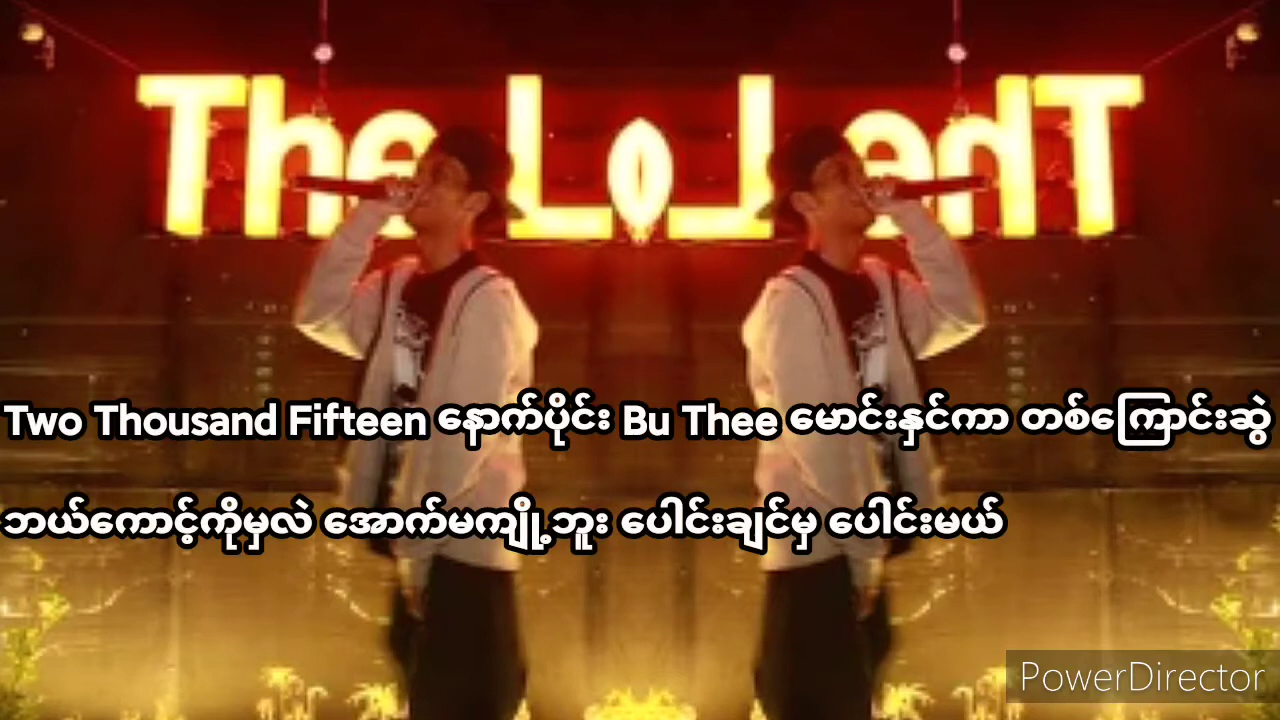 The L
Two Thousand Fifteen နောက်ပိုင်း Bu Thee မောင်းနှင်ကာ တစ်ကြောင်းဆွဲ
ဘယ်ကောင့်ကိုမှလဲ အောက်မကျို့ဘူး ပေါင်းချင်မှ ပေါင်းမယ်
PowerDirector